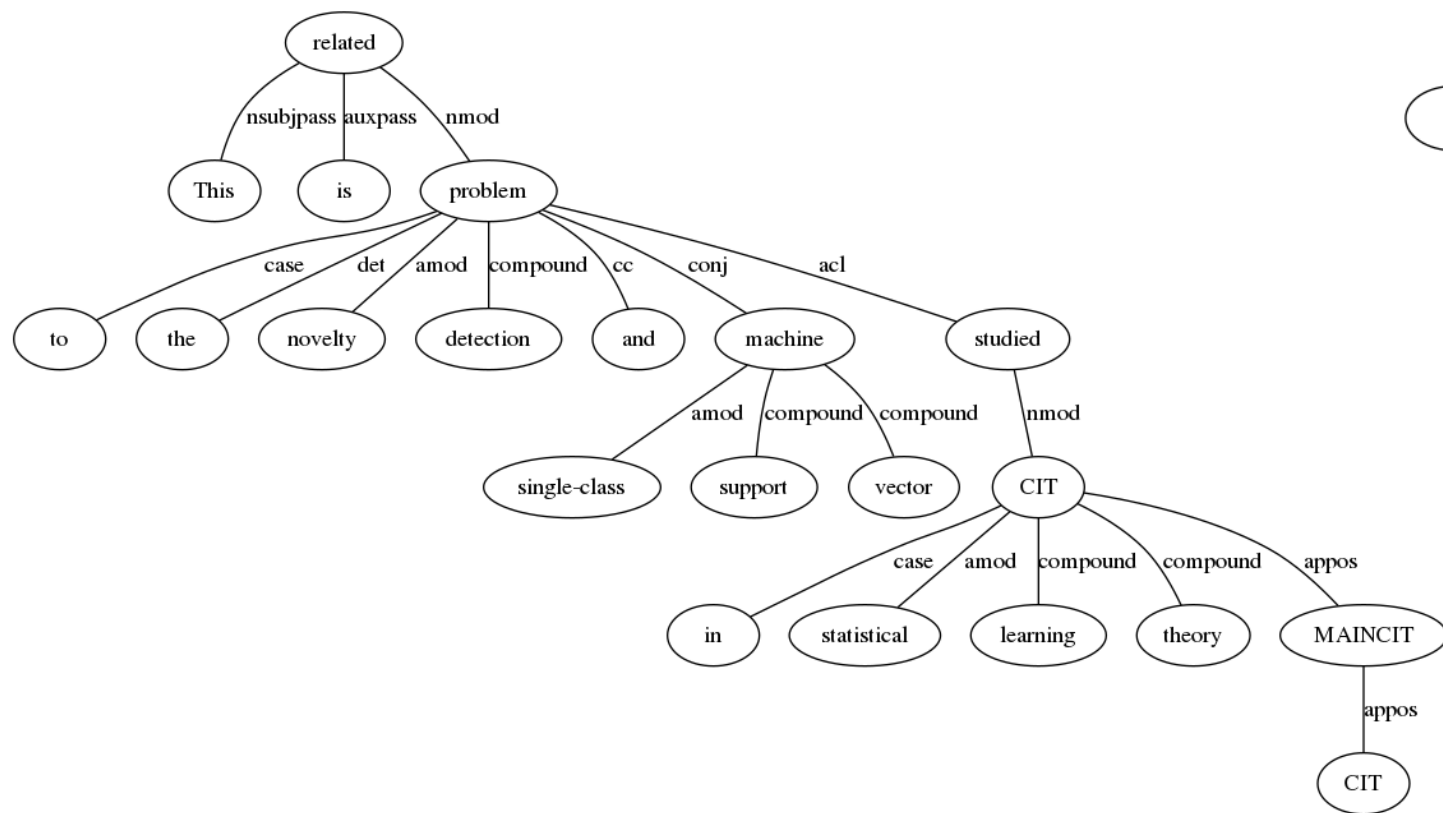 related
nsubjpass auxpass nmod
This is problem
case det amod compound cc conj acl
to the novelty detection and machine studied
amod compound compound nmod
single-class support vector CIT
case amod compound compound appos
in statistical learning theory MAINCIT
appos
CIT